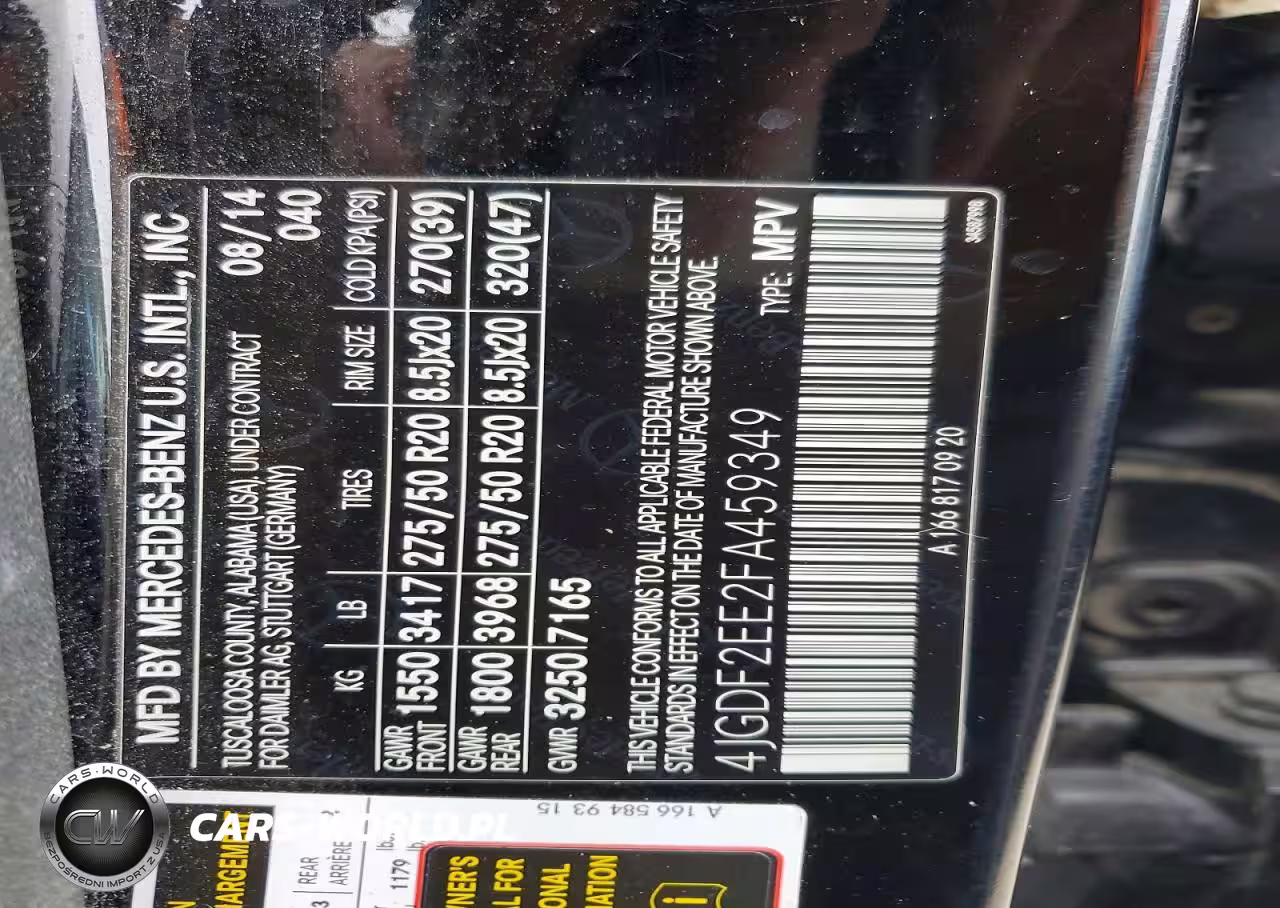 MFD BY MERCEDES-BENZ U.S. INTL., INC
TUSCALOOSA COUNTY, ALABAMA (USA), UNDER CONTRACT 08/14
FOR DAIMLER AG, STUTTGART (GERMANY) 040
KG LB TIRES RIM SIZE COLD KPA (PSI)
GAWR FRONT 1550 3417 275/50 R20 8.5Jx20 270(39)
GAWR REAR 1800 3968 275/50 R20 8.5Jx20 320(47)
GVWR 3250 7165
THIS VEHICLE CONFORMS TO ALL APPLICABLE FEDERAL MOTOR VEHICLE SAFETY
STANDARDS IN EFFECT ON THE DATE OF MANUFACTURE SHOWN ABOVE.
4JGDF2EE2FA459349 TYPE: MPV
A 166 817 09 20
A 166 584 93 15
REAR
ARRIÈRE
1179
CARS-WORLD.PL
CARS-WORLD
CW
BEZPOŚREDNI IMPORT Z USA